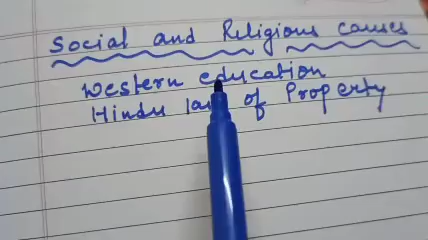 Social and Religious causes
Western education
Hindu law of Property